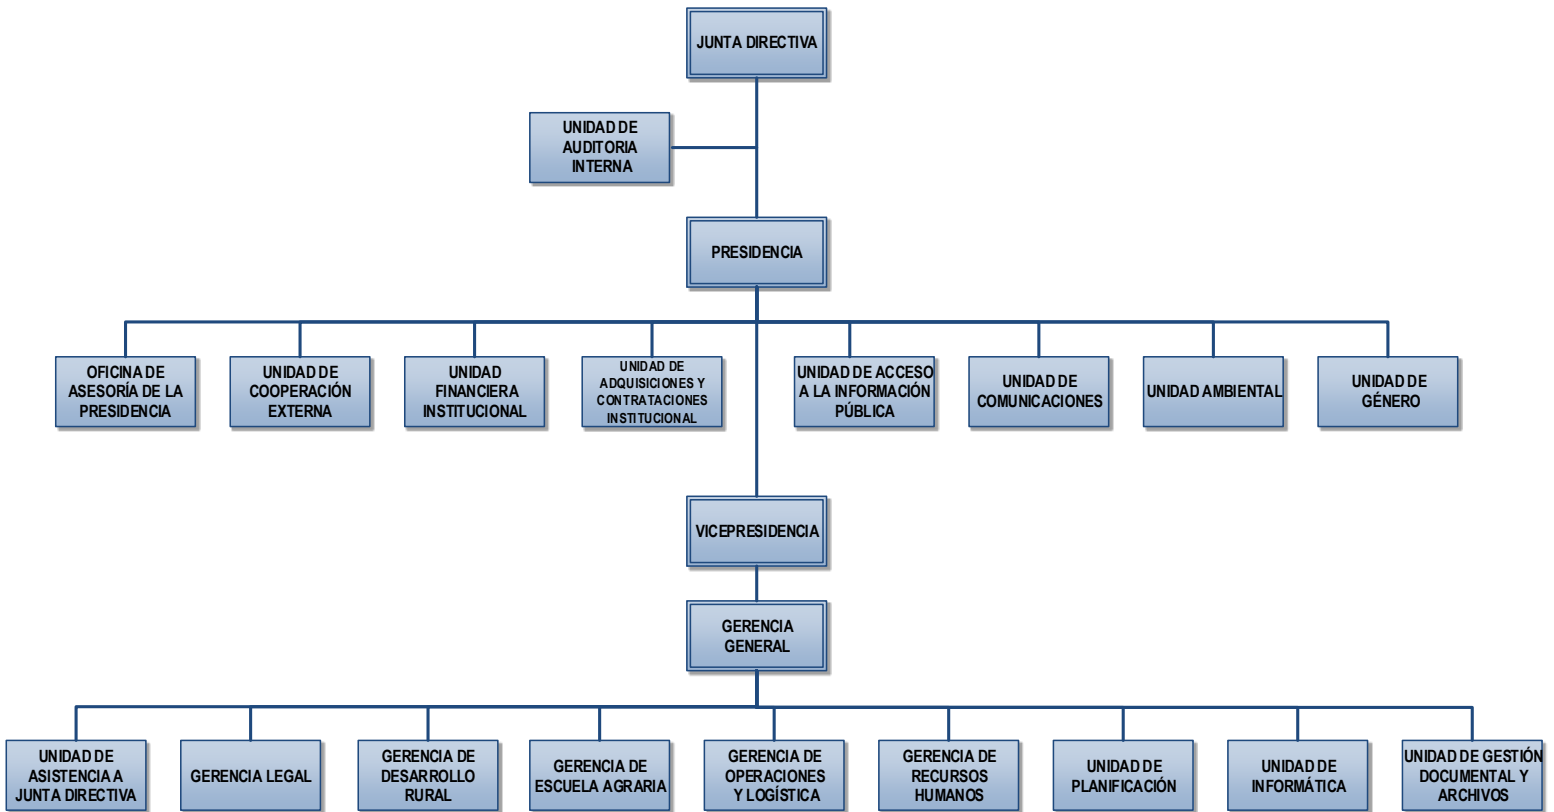 JUNTA DIRECTIVA
UNIDAD DE
AUDITORIA
INTERNA
PRESIDENCIA
OFICINA DE
ASESORÍA DE LA
PRESIDENCIA
UNIDAD DE
COOPERACIÓN
EXTERNA
UNIDAD
FINANCIERA
INSTITUCIONAL
UNIDAD DE
ADQUISICIONES Y
CONTRATACIONES
INSTITUCIONAL
UNIDAD DE ACCESO
A LA INFORMACIÓN
PÚBLICA
UNIDAD DE
COMUNICACIONES
UNIDAD AMBIENTAL
UNIDAD DE
GÉNERO
VICEPRESIDENCIA
GERENCIA
GENERAL
UNIDAD DE
ASISTENCIA A
JUNTA DIRECTIVA
GERENCIA LEGAL
GERENCIA DE
DESARROLLO
RURAL
GERENCIA DE
ESCUELA AGRARIA
GERENCIA DE
OPERACIONES
Y LOGÍSTICA
GERENCIA DE
RECURSOS
HUMANOS
UNIDAD DE
PLANIFICACIÓN
UNIDAD DE
INFORMÁTICA
UNIDAD DE GESTIÓN
DOCUMENTAL Y
ARCHIVOS